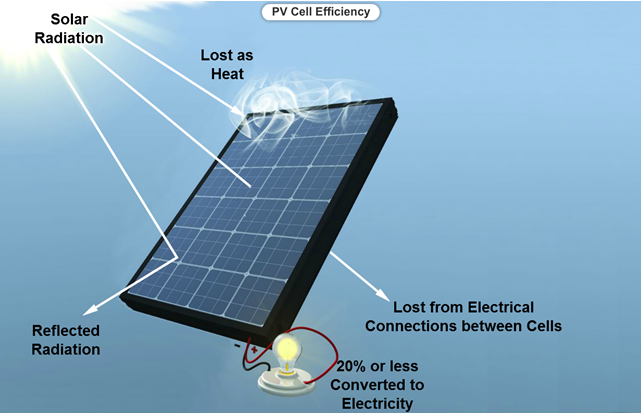 PV Cell Efficiency
Solar
Radiation
Lost as
Heat
Lost from Electrical
Connections between Cells
Reflected
Radiation
- +
20% or less
Converted to
Electricity